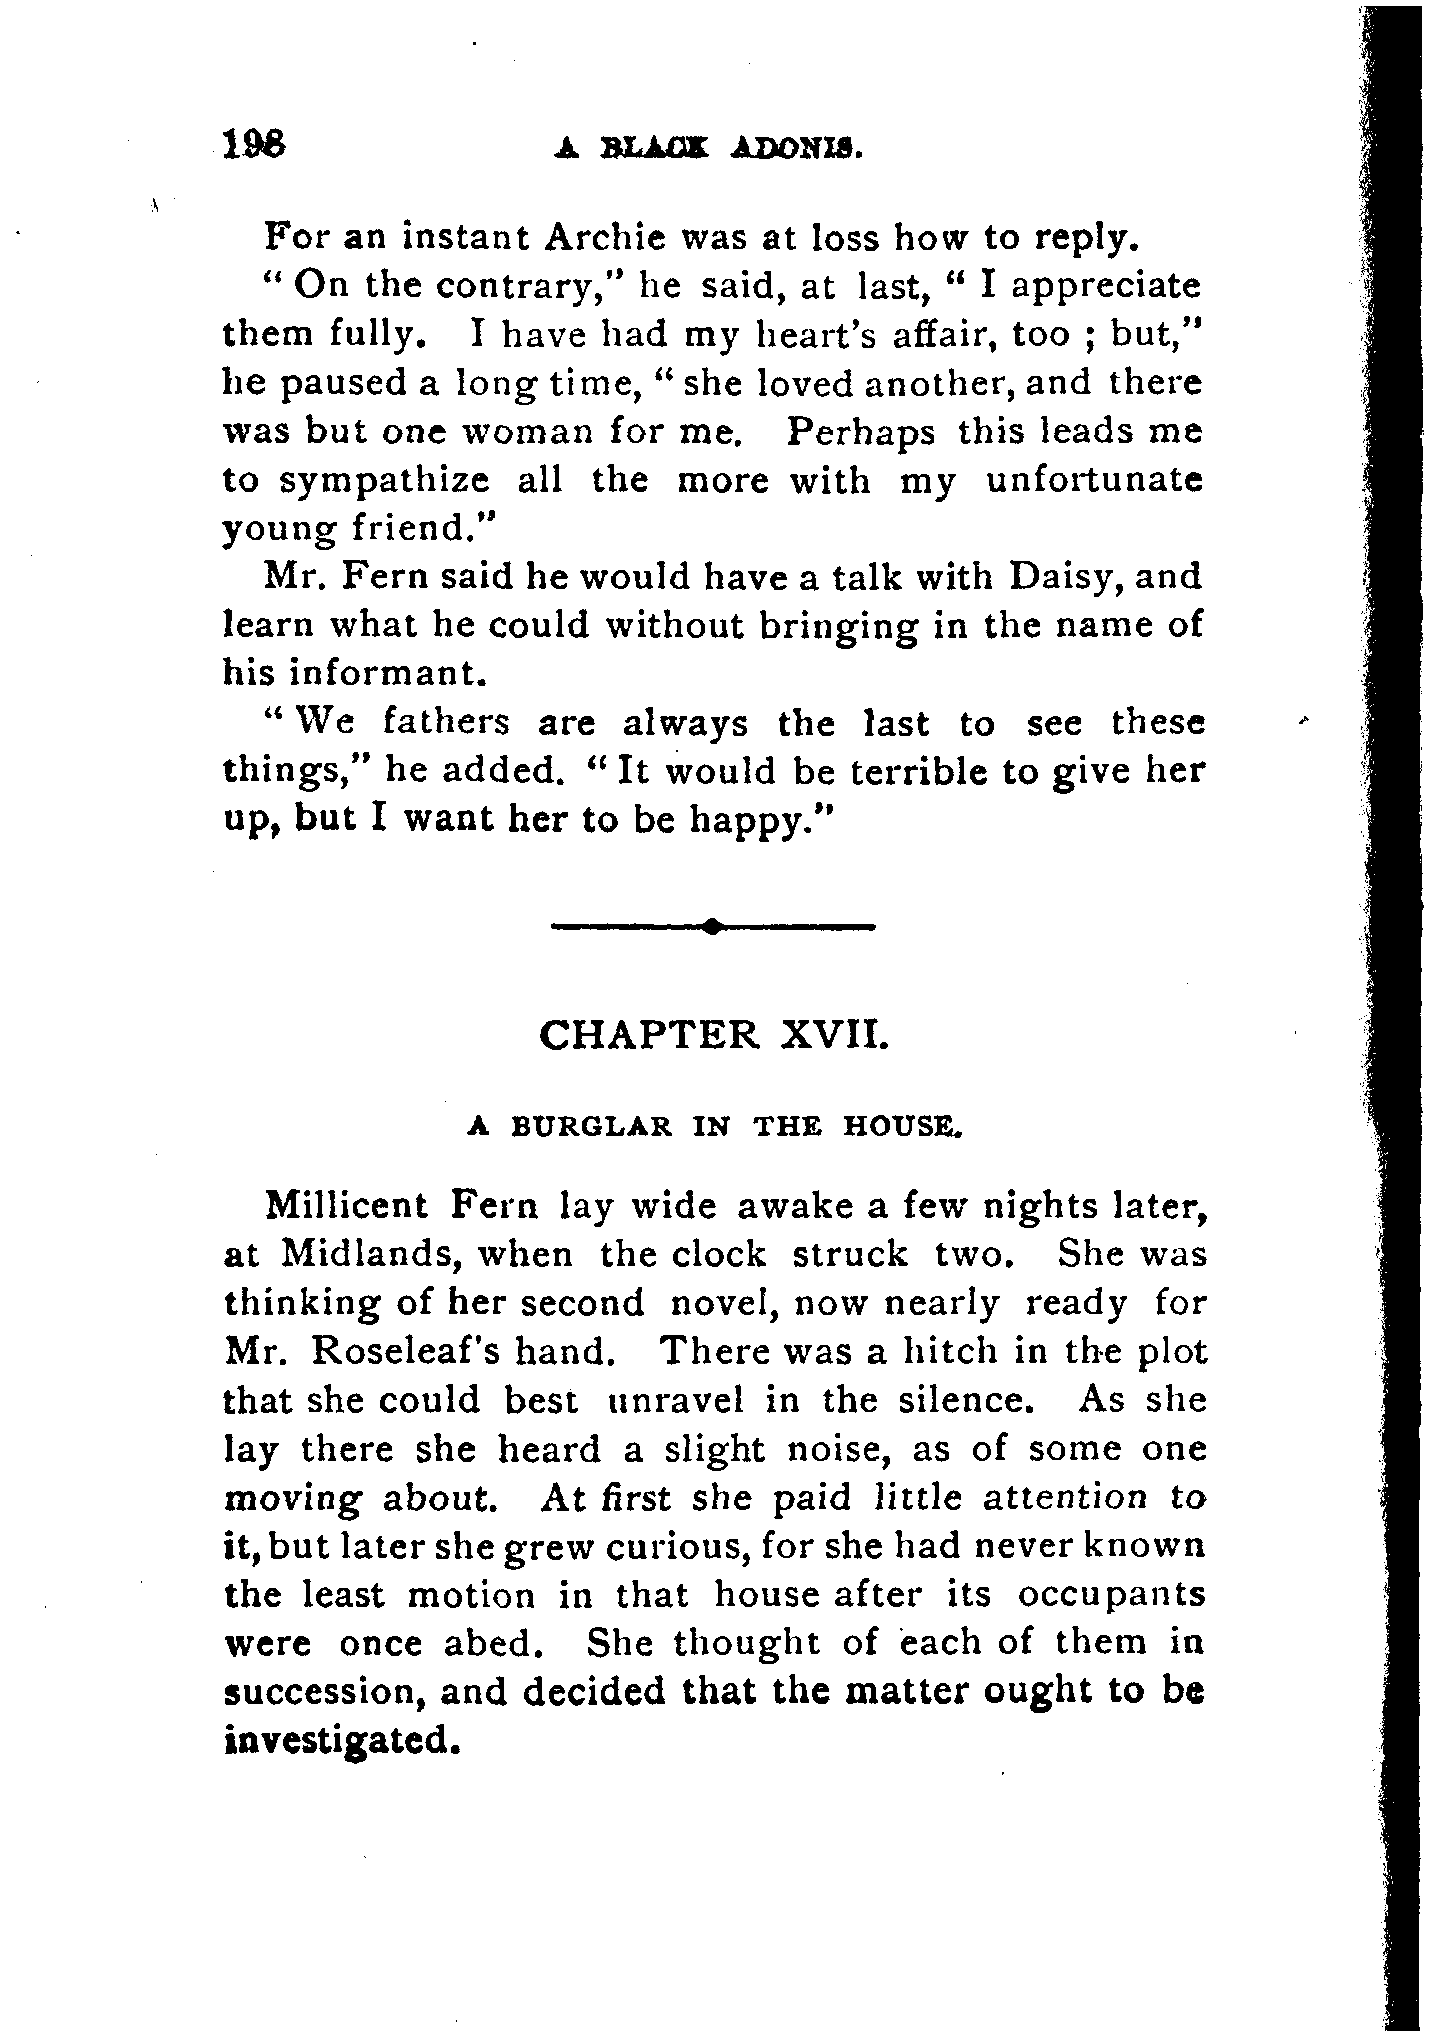 198 A BLACK ADONIS.
For an instant Archie was at loss how to reply.
“ On the contrary,” he said, at last, “ I appreciate
them fully. I have had my heart’s affair, too ; but,”
he paused a long time, “ she loved another, and there
was but one woman for me. Perhaps this leads me
to sympathize all the more with my unfortunate
young friend.”
Mr. Fern said he would have a talk with Daisy, and
learn what he could without bringing in the name of
his informant.
“ We fathers are always the last to see these
things,” he added. “ It would be terrible to give her
up, but I want her to be happy.”
CHAPTER XVII.
A BURGLAR IN THE HOUSE.
Millicent Fern lay wide awake a few nights later,
at Midlands, when the clock struck two. She was
thinking of her second novel, now nearly ready for
Mr. Roseleaf's hand. There was a hitch in the plot
that she could best unravel in the silence. As she
lay there she heard a slight noise, as of some one
moving about. At first she paid little attention to
it, but later she grew curious, for she had never known
the least motion in that house after its occupants
were once abed. She thought of each of them in
succession, and decided that the matter ought to be
investigated.